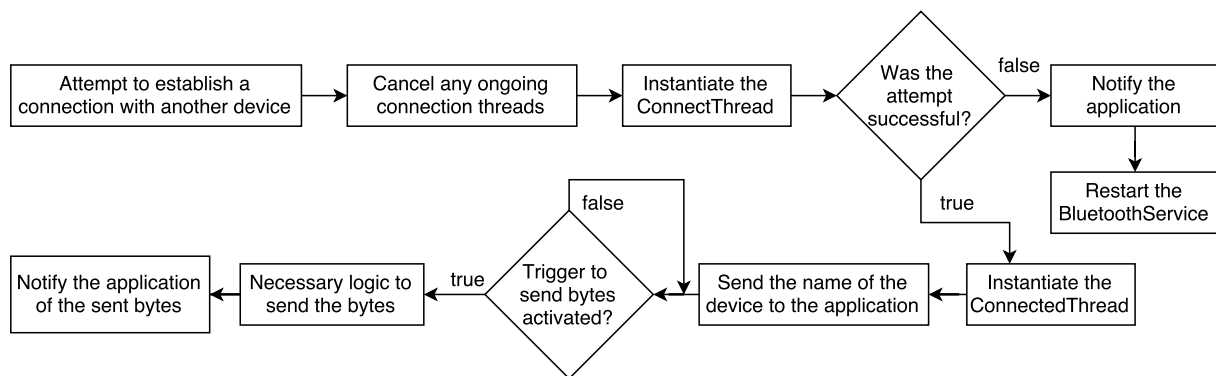 Attempt to establish a
connection with another device
Cancel any ongoing
connection threads
Instantiate the
ConnectThread
Was the
attempt
successful?
false
Notify the
application
true
Restart the
BluetoothService
Instantiate the
ConnectedThread
Send the name of the
device to the application
false
Trigger to
send bytes
activated?
true
Necessary logic to
send the bytes
Notify the application
of the sent bytes